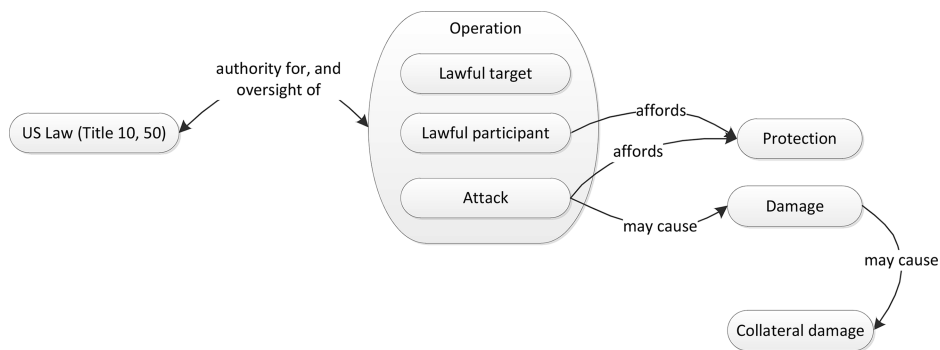 Operation
Lawful target
authority for, and
oversight of
US Law (Title 10, 50)
Lawful participant
affords
Protection
affords
Attack
Damage
may cause
may cause
Collateral damage